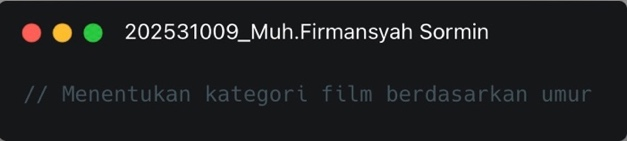 202531009_Muh.Firmansyah Sormin
// Menentukan kategori film berdasarkan umur